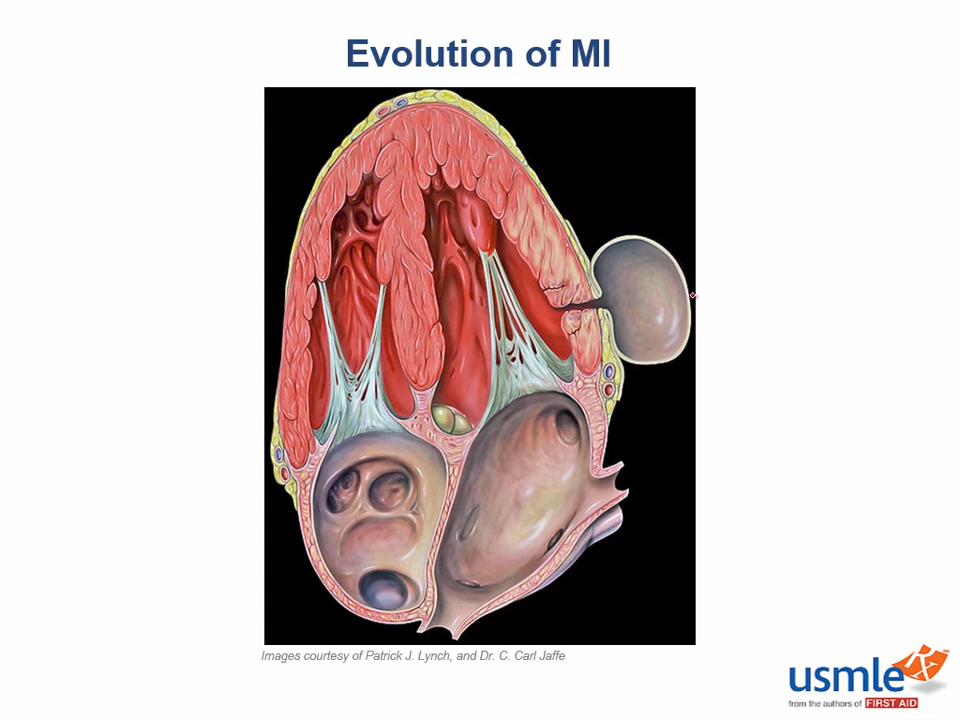 Evolution of MI
Images courtesy of Patrick J. Lynch, and Dr. C. Carl Jaffe
usmle Rx
from the authors of FIRST AID